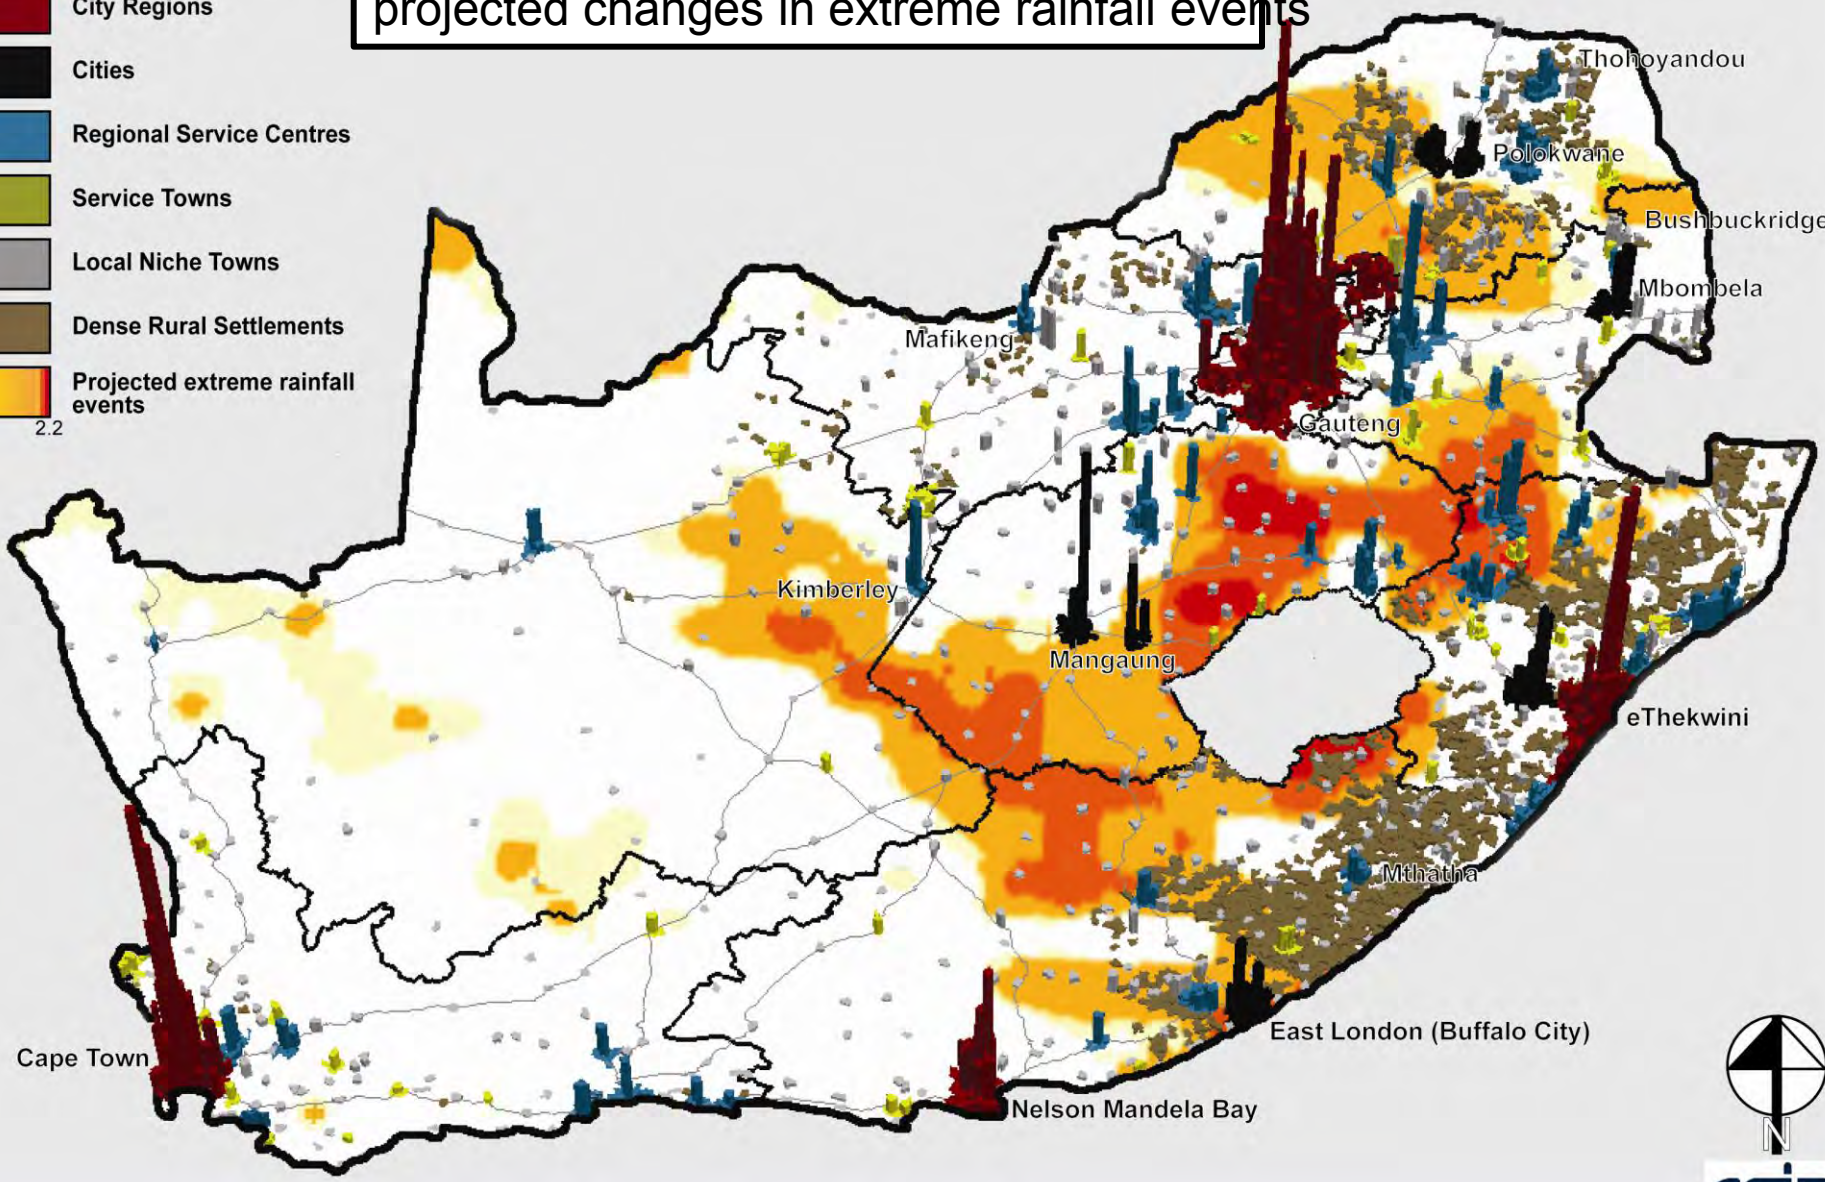 City Regions
projected changes in extreme rainfall events
Cities
Regional Service Centres
Service Towns
Local Niche Towns
Dense Rural Settlements
Projected extreme rainfall
events
2.2
Thohoyandou
Polokwane
Bushbuckridge
Mbombela
Mafikeng
Gauteng
Kimberley
Mangaung
eThekwini
Mthatha
East London (Buffalo City)
Cape Town
Nelson Mandela Bay
N